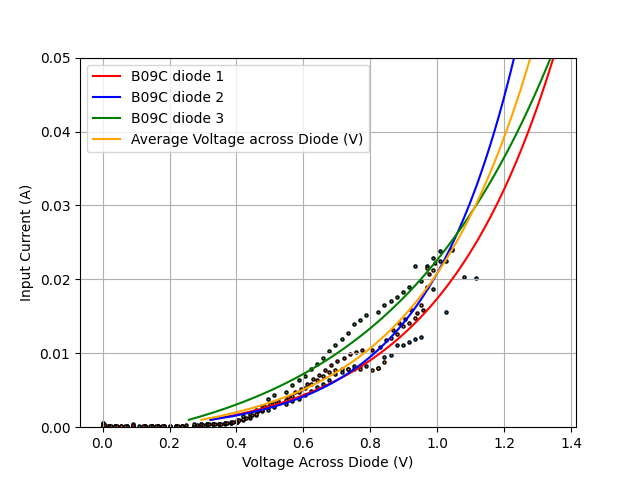 B09C diode 1
B09C diode 2
B09C diode 3
Average Voltage across Diode (V)
Input Current (A)
0.05
0.04
0.03
0.02
0.01
0.00
0.0 0.2 0.4 0.6 0.8 1.0 1.2 1.4
Voltage Across Diode (V)